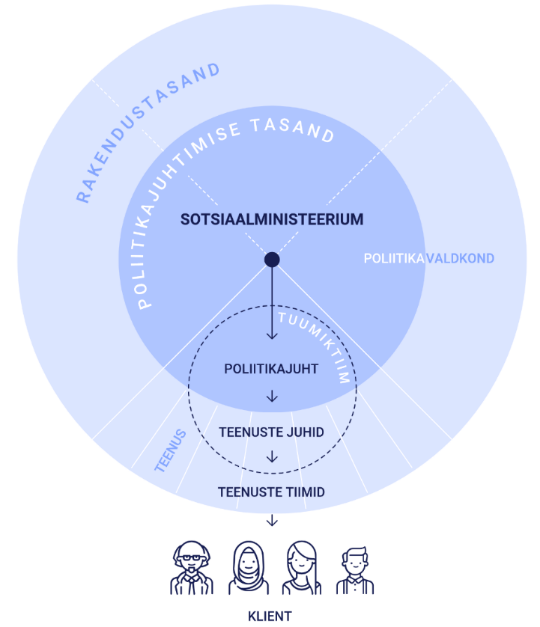 RAKENDUSTASAND
POLIITIKAJUHTIMISE TASAND
SOTSIAALMINISTEERIUM
POLIITIKAVALDKOND
TUUMIKTIIM
POLIITIKAJUHT
TEENUSTE JUHID
TEENUS
TEENUSTE TIIMID
KLIENT